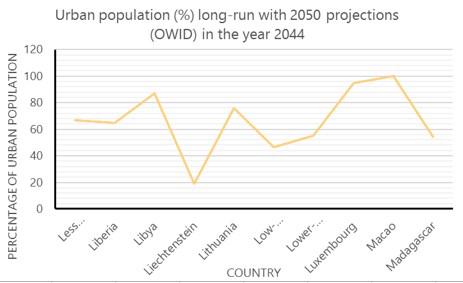 Urban population (%) long-run with 2050 projections
(OWID) in the year 2044
PERCENTAGE OF URBAN POPULATION
120
100
80
60
40
20
0
Less...
Liberia
Libya
Liechtenstein
Lithuania
Low-...
Lower-...
Luxembourg
Macao
Madagascar
COUNTRY